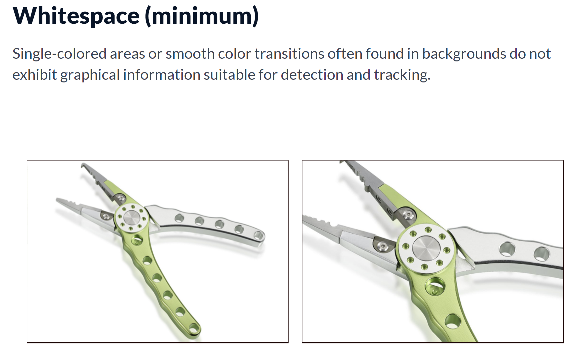 Whitespace (minimum)
Single-colored areas or smooth color transitions often found in backgrounds do not
exhibit graphical information suitable for detection and tracking.